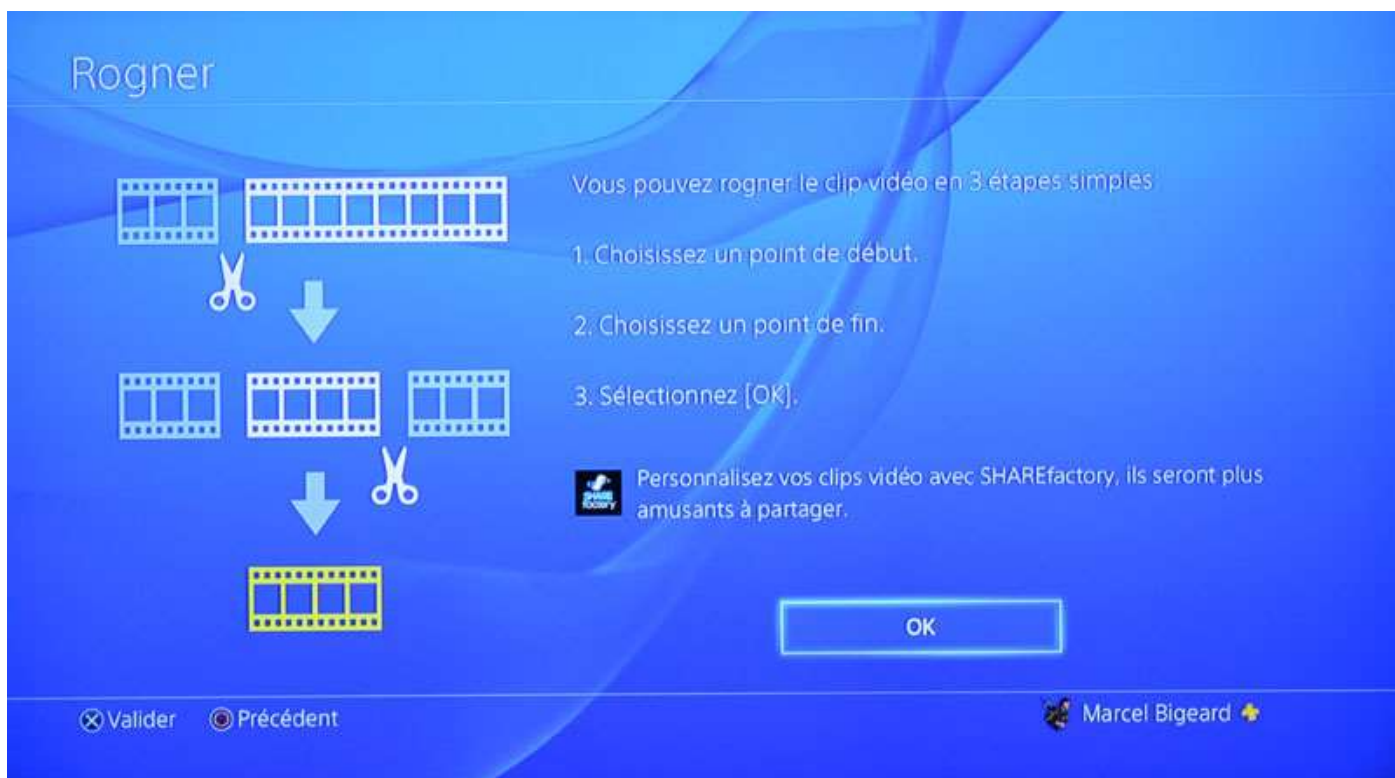 Rogner
Vous pouvez rogner le clip vidéo en 3 étapes simples
1. Choisissez un point de début.
2. Choisissez un point de fin.
3. Sélectionnez [OK].
SHARE
factory
Personnalisez vos clips vidéo avec SHAREfactory, ils seront plus
amusants à partager.
OK
Valider Précédent
Marcel Bigeard